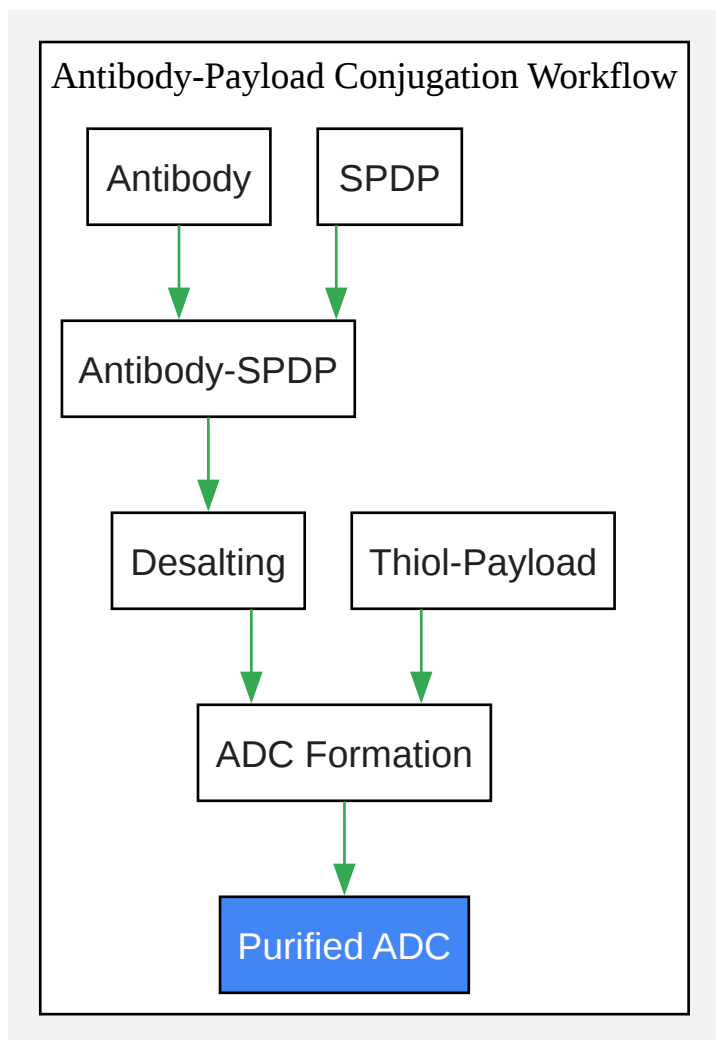 Antibody-Payload Conjugation Workflow
Antibody
SPDP
Antibody-SPDP
Desalting
Thiol-Payload
ADC Formation
Purified ADC